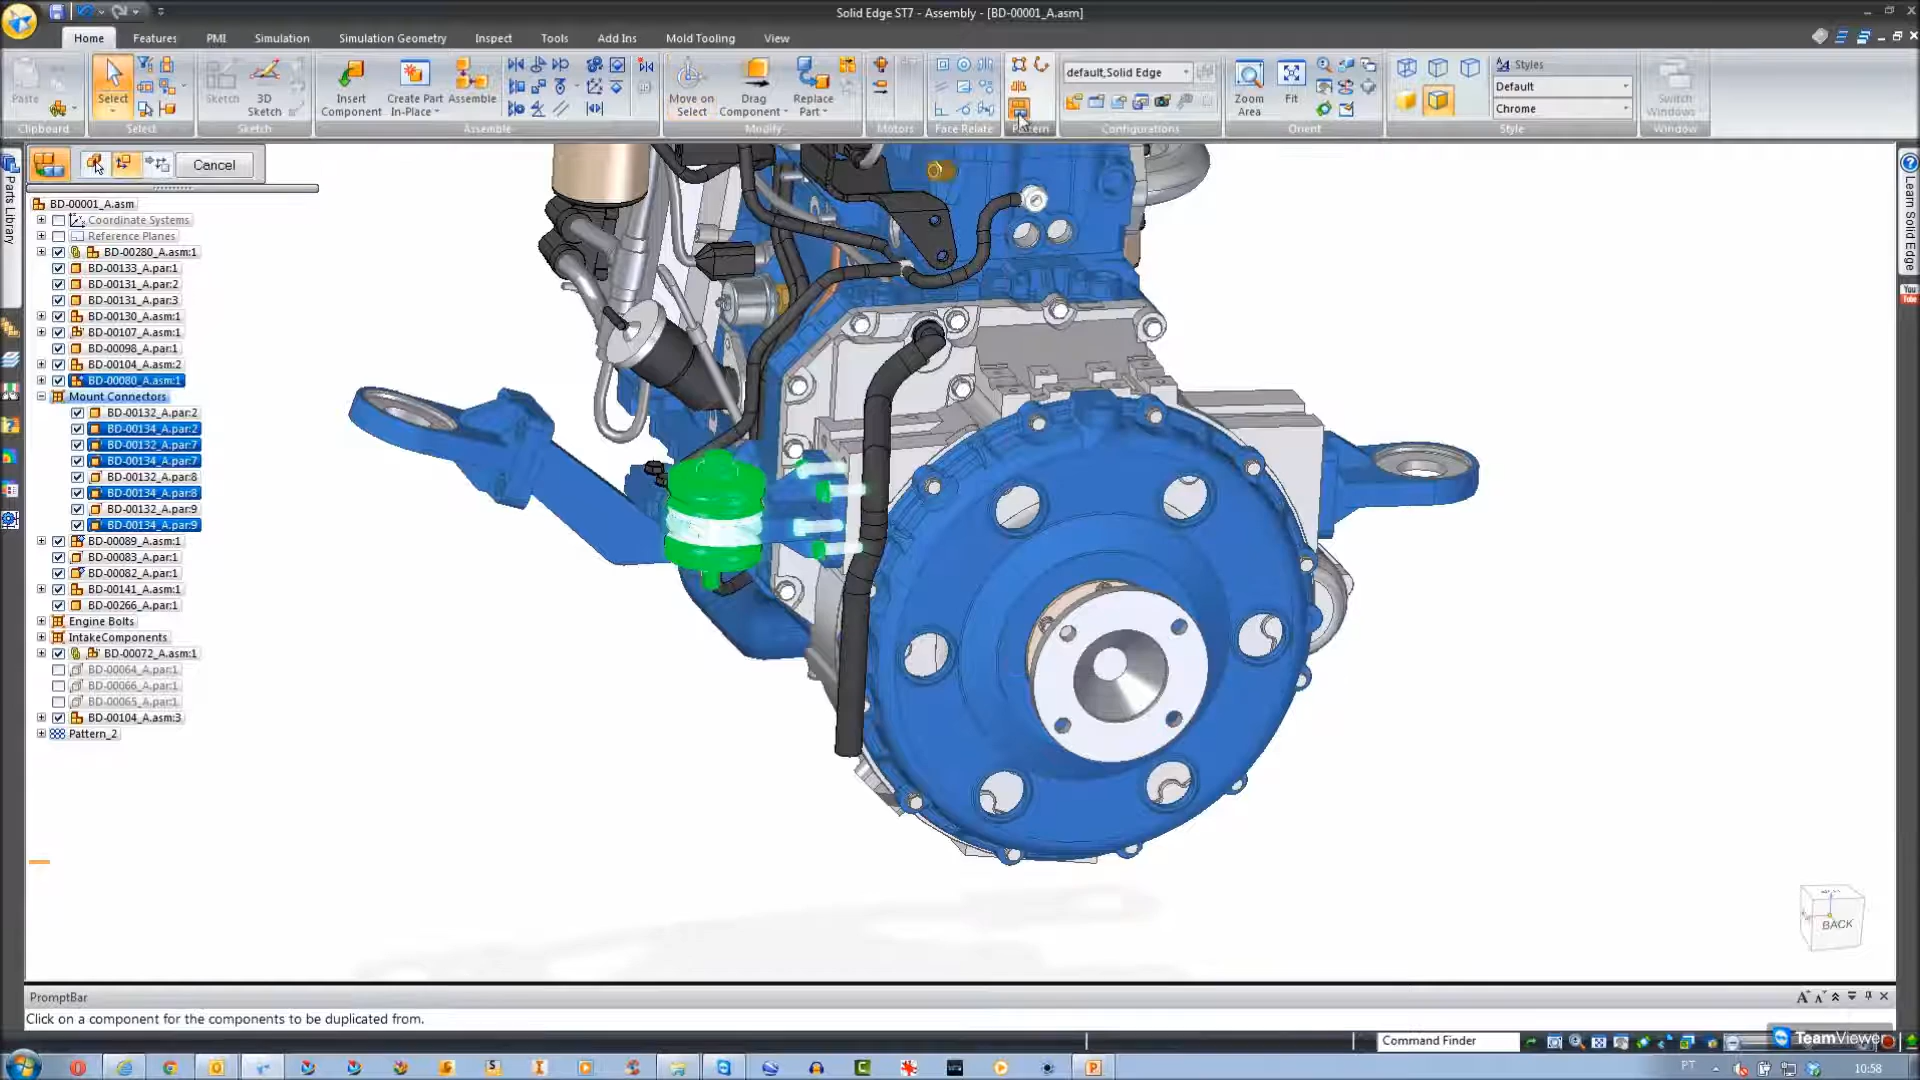 Solid Edge ST7 - Assembly - [BD-00001_A.asm]
Home
Features
PMI
Simulation
Simulation Geometry
Inspect
Tools
Add Ins
Mold Tooling
View
Paste
Clipboard
Select
Select
Sketch
3D
Sketch
Sketch
Insert
Component
Create Part
In-Place
Assemble
Assemble
Move on
Select
Drag
Component
Replace
Part
Modify
Motors
Face Relate
Pattern
default,Solid Edge
Configurations
Zoom
Area
Fit
Orient
Styles
Default
Chrome
Style
Switch
Windows
Window
Cancel
Parts Library
Learn Solid Edge
You
Tube
BD-00001_A.asm
Coordinate Systems
Reference Planes
BD-00280_A.asm:1
BD-00133_A.par:1
BD-00131_A.par:2
BD-00131_A.par:3
BD-00130_A.asm:1
BD-00107_A.asm:1
BD-00098_A.par:1
BD-00104_A.asm:2
BD-00080_A.asm:1
Mount Connectors
BD-00132_A.par:2
BD-00134_A.par:2
BD-00132_A.par:7
BD-00134_A.par:7
BD-00132_A.par:8
BD-00134_A.par:8
BD-00132_A.par:9
BD-00134_A.par:9
BD-00089_A.asm:1
BD-00083_A.par:1
BD-00082_A.par:1
BD-00141_A.asm:1
BD-00266_A.par:1
Engine Bolts
IntakeComponents
BD-00072_A.asm:1
BD-00064_A.par:1
BD-00066_A.par:1
BD-00065_A.par:1
BD-00104_A.asm:3
Pattern_2
BACK
PromptBar
Click on a component for the components to be duplicated from.
Command Finder
TeamViewer
PT
10:58